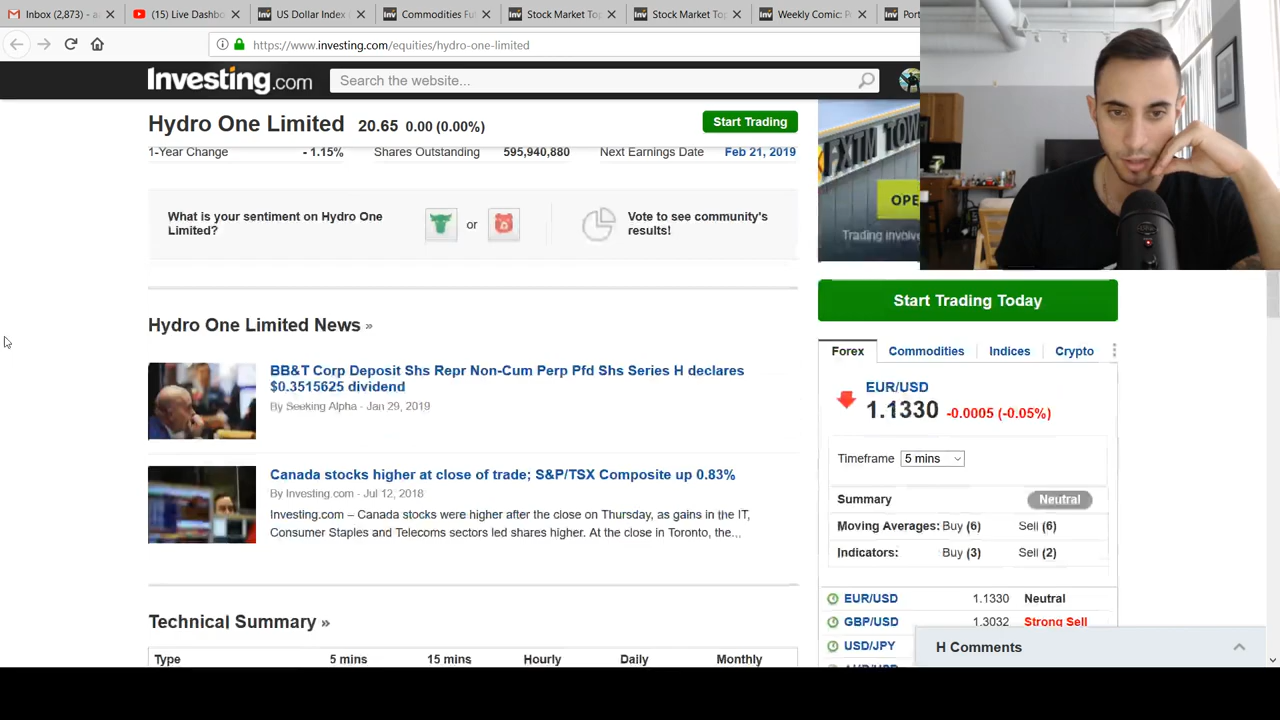 Inbox (2,873) - a
(15) Live Dashbo
US Dollar Index
Commodities Fu
Stock Market To
Stock Market To
Weekly Comic: P
Por
https://www.investing.com/equities/hydro-one-limited
Investing.com
Search the website...
Hydro One Limited 20.65 0.00 (0.00%)
Start Trading
1-Year Change - 1.15% Shares Outstanding 595,940,880 Next Earnings Date Feb 21, 2019
What is your sentiment on Hydro One
Limited?
or
Vote to see community's
results!
OPE
Trading involve
Start Trading Today
Hydro One Limited News »
BB&T Corp Deposit Shs Repr Non-Cum Perp Pfd Shs Series H declares
$0.3515625 dividend
By Seeking Alpha - Jan 29, 2019
Canada stocks higher at close of trade; S&P/TSX Composite up 0.83%
By Investing.com - Jul 12, 2018
Investing.com – Canada stocks were higher after the close on Thursday, as gains in the IT,
Consumer Staples and Telecoms sectors led shares higher. At the close in Toronto, the...
Technical Summary »
Type 5 mins 15 mins Hourly Daily Monthly
Forex Commodities Indices Crypto
EUR/USD
1.1330 -0.0005 (-0.05%)
Timeframe 5 mins
Summary Neutral
Moving Averages: Buy (6) Sell (6)
Indicators: Buy (3) Sell (2)
EUR/USD 1.1330 Neutral
GBP/USD 1.3032 Strong Sell
USD/JPY
H Comments